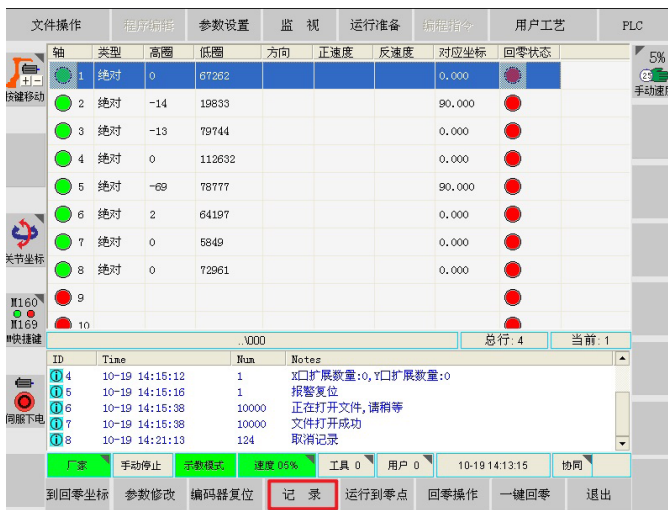 文件操作 程序编辑 参数设置 监 视 运行准备 编程指令 用户工艺 PLC
轴 类型 高圈 低圈 方向 正速度 反速度 对应坐标 回零状态
5%
手动速度
按键移动
1 绝对 0 67262 0.000
2 绝对 -14 19833 90.000
3 绝对 -13 79744 0.000
4 绝对 0 112632 0.000
5 绝对 -69 78777 90.000
6 绝对 2 64197 0.000
7 绝对 0 5849 0.000
8 绝对 0 72961 0.000
9
10
关节坐标
M160
M169
M快捷键
伺服下电
..\000 总行: 4 当前: 1
ID Time Num Notes
4 10-19 14:15:12 1 X口扩展数量:0,Y口扩展数量:0
5 10-19 14:15:16 1 报警复位
6 10-19 14:15:38 10000 正在打开文件,请稍等
7 10-19 14:15:38 10000 文件打开成功
8 10-19 14:21:13 124 取消记录
厂家 手动停止 示教模式 速度 05% 工具 0 用户 0 10-19 14:13:15 协同
到回零坐标 参数修改 编码器复位 记 录 运行到零点 回零操作 一键回零 退出